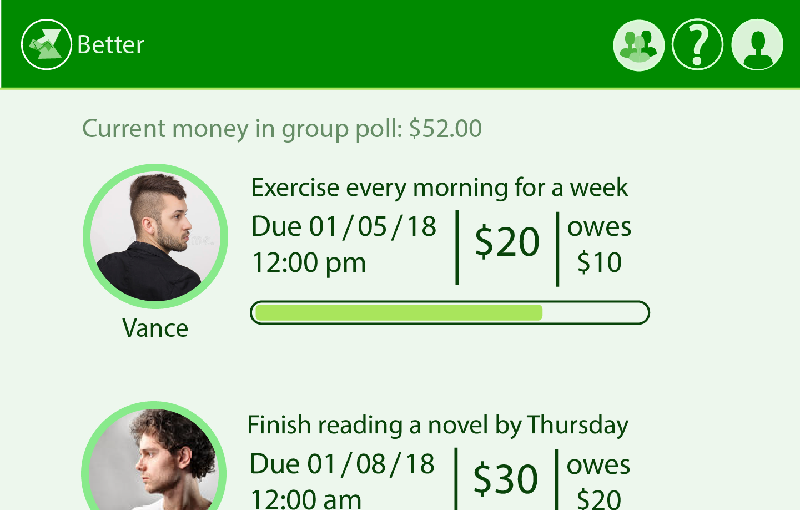 Better
?
Current money in group poll: $52.00
Exercise every morning for a week
Due 01/05/18
12:00 pm
$20
owes
$10
Vance
Finish reading a novel by Thursday
Due 01/08/18
12:00 am
$30
owes
$20